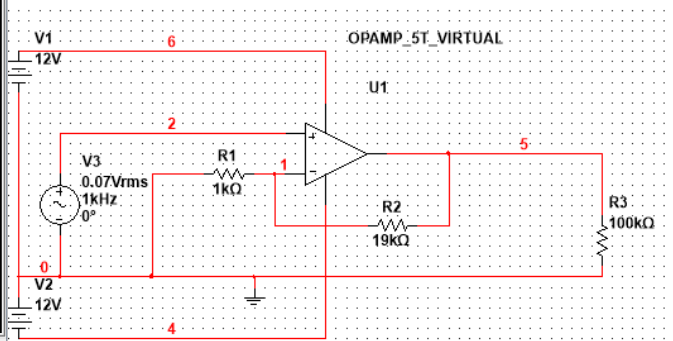 V1
12V
6
OPAMP_5T_VIRTUAL
U1
2
+
5
V3
0.07Vrms
1kHz
0°
R1
1kΩ
1
R2
19kΩ
R3
100kΩ
0
V2
12V
4